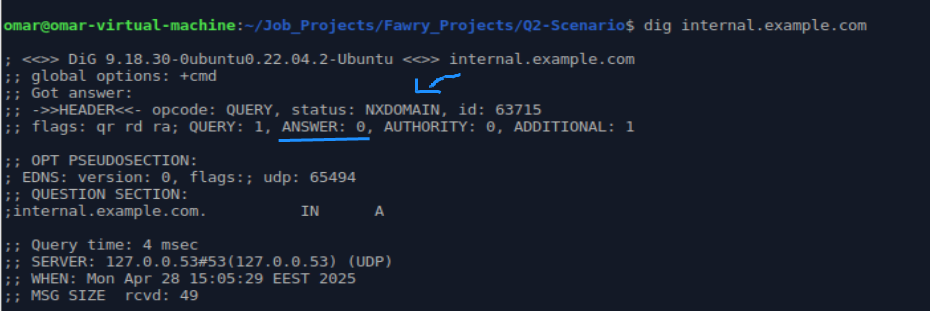 omar@omar-virtual-machine:~/Job_Projects/Fawry_Projects/Q2-Scenario$ dig internal.example.com
; <<>> DiG 9.18.30-0ubuntu0.22.04.2-Ubuntu <<>> internal.example.com
;; global options: +cmd
;; Got answer:
;; ->>HEADER<<- opcode: QUERY, status: NXDOMAIN, id: 63715
;; flags: qr rd ra; QUERY: 1, ANSWER: 0, AUTHORITY: 0, ADDITIONAL: 1
;; OPT PSEUDOSECTION:
; EDNS: version: 0, flags:; udp: 65494
;; QUESTION SECTION:
;internal.example.com. IN A
;; Query time: 4 msec
;; SERVER: 127.0.0.53#53(127.0.0.53) (UDP)
;; WHEN: Mon Apr 28 15:05:29 EEST 2025
;; MSG SIZE rcvd: 49